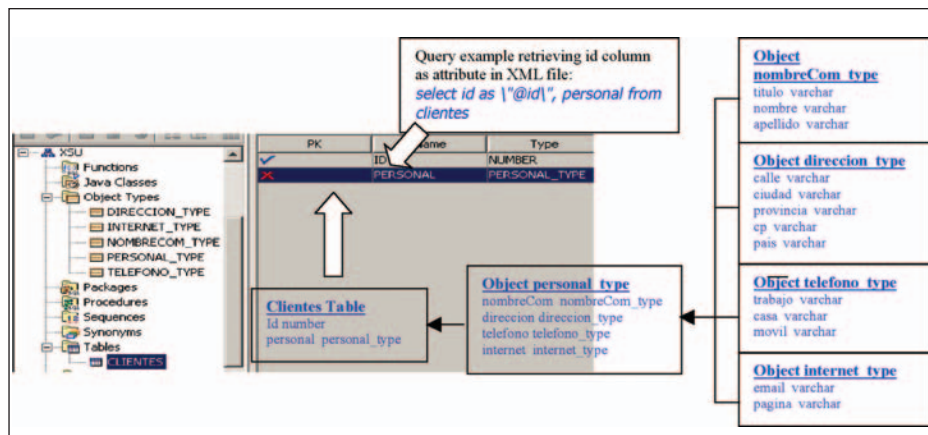 Query example retrieving id column
as attribute in XML file:
select id as \"@id\", personal from
clientes
XSU
Functions
Java Classes
Object Types
DIRECCION_TYPE
INTERNET_TYPE
NOMBRECOM_TYPE
PERSONAL_TYPE
TELEFONO_TYPE
Packages
Procedures
Sequences
Synonyms
Tables
CLIENTES
PK Type
ID NUMBER
PERSONAL PERSONAL_TYPE
Clientes Table
Id number
personal personal_type
Object personal_type
nombreCom nombreCom_type
direccion direccion_type
telefono telefono_type
internet internet_type
Object
nombreCom_type
titulo varchar
nombre varchar
apellido varchar
Object direccion_type
calle varchar
ciudad varchar
provincia varchar
cp varchar
pais varchar
Object telefono_type
trabajo varchar
casa varchar
movil varchar
Object internet_type
email varchar
pagina varchar